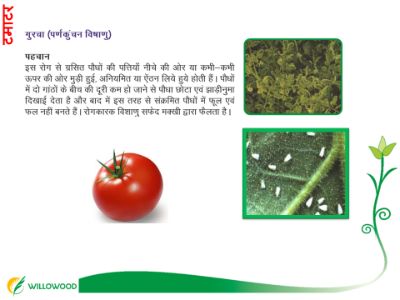 टमाटर
गुरचा (पर्णकुंचन विषाणु)
पहचान
इस रोग से ग्रसित पौधों की पत्तियाँ नीचे की ओर या कभी–कभी
ऊपर की ओर मुड़ी हुई, अनियमित या ऐंठन लिये हुये होती हैं। पौधों
में दो गांठों के बीच की दूरी कम हो जाने से पौधा छोटा एवं झाड़ीनुमा
दिखाई देता है और बाद में इस तरह से संक्रमित पौधों में फूल एवं
फल नहीं बनते हैं। रोगकारक विशाणु सफेद मक्खी द्वारा फैलता है।
WILLOWOOD